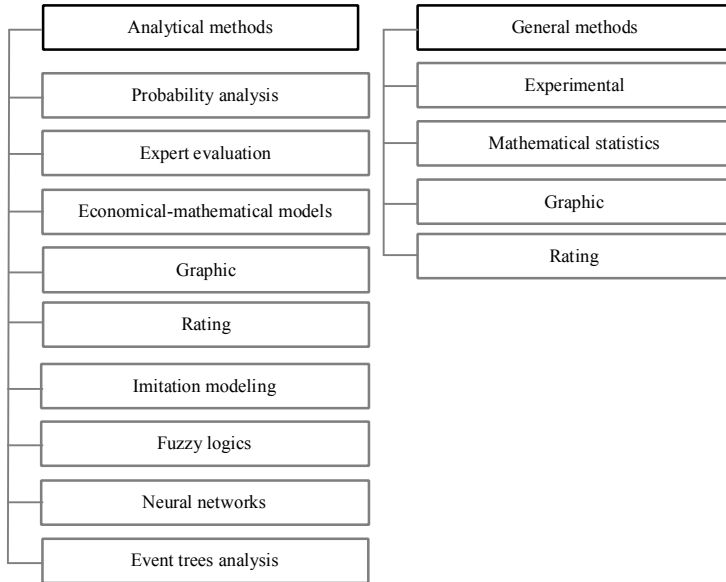 Analytical methods
Probability analysis
Expert evaluation
Economical-mathematical models
Graphic
Rating
Imitation modeling
Fuzzy logics
Neural networks
Event trees analysis
General methods
Experimental
Mathematical statistics
Graphic
Rating